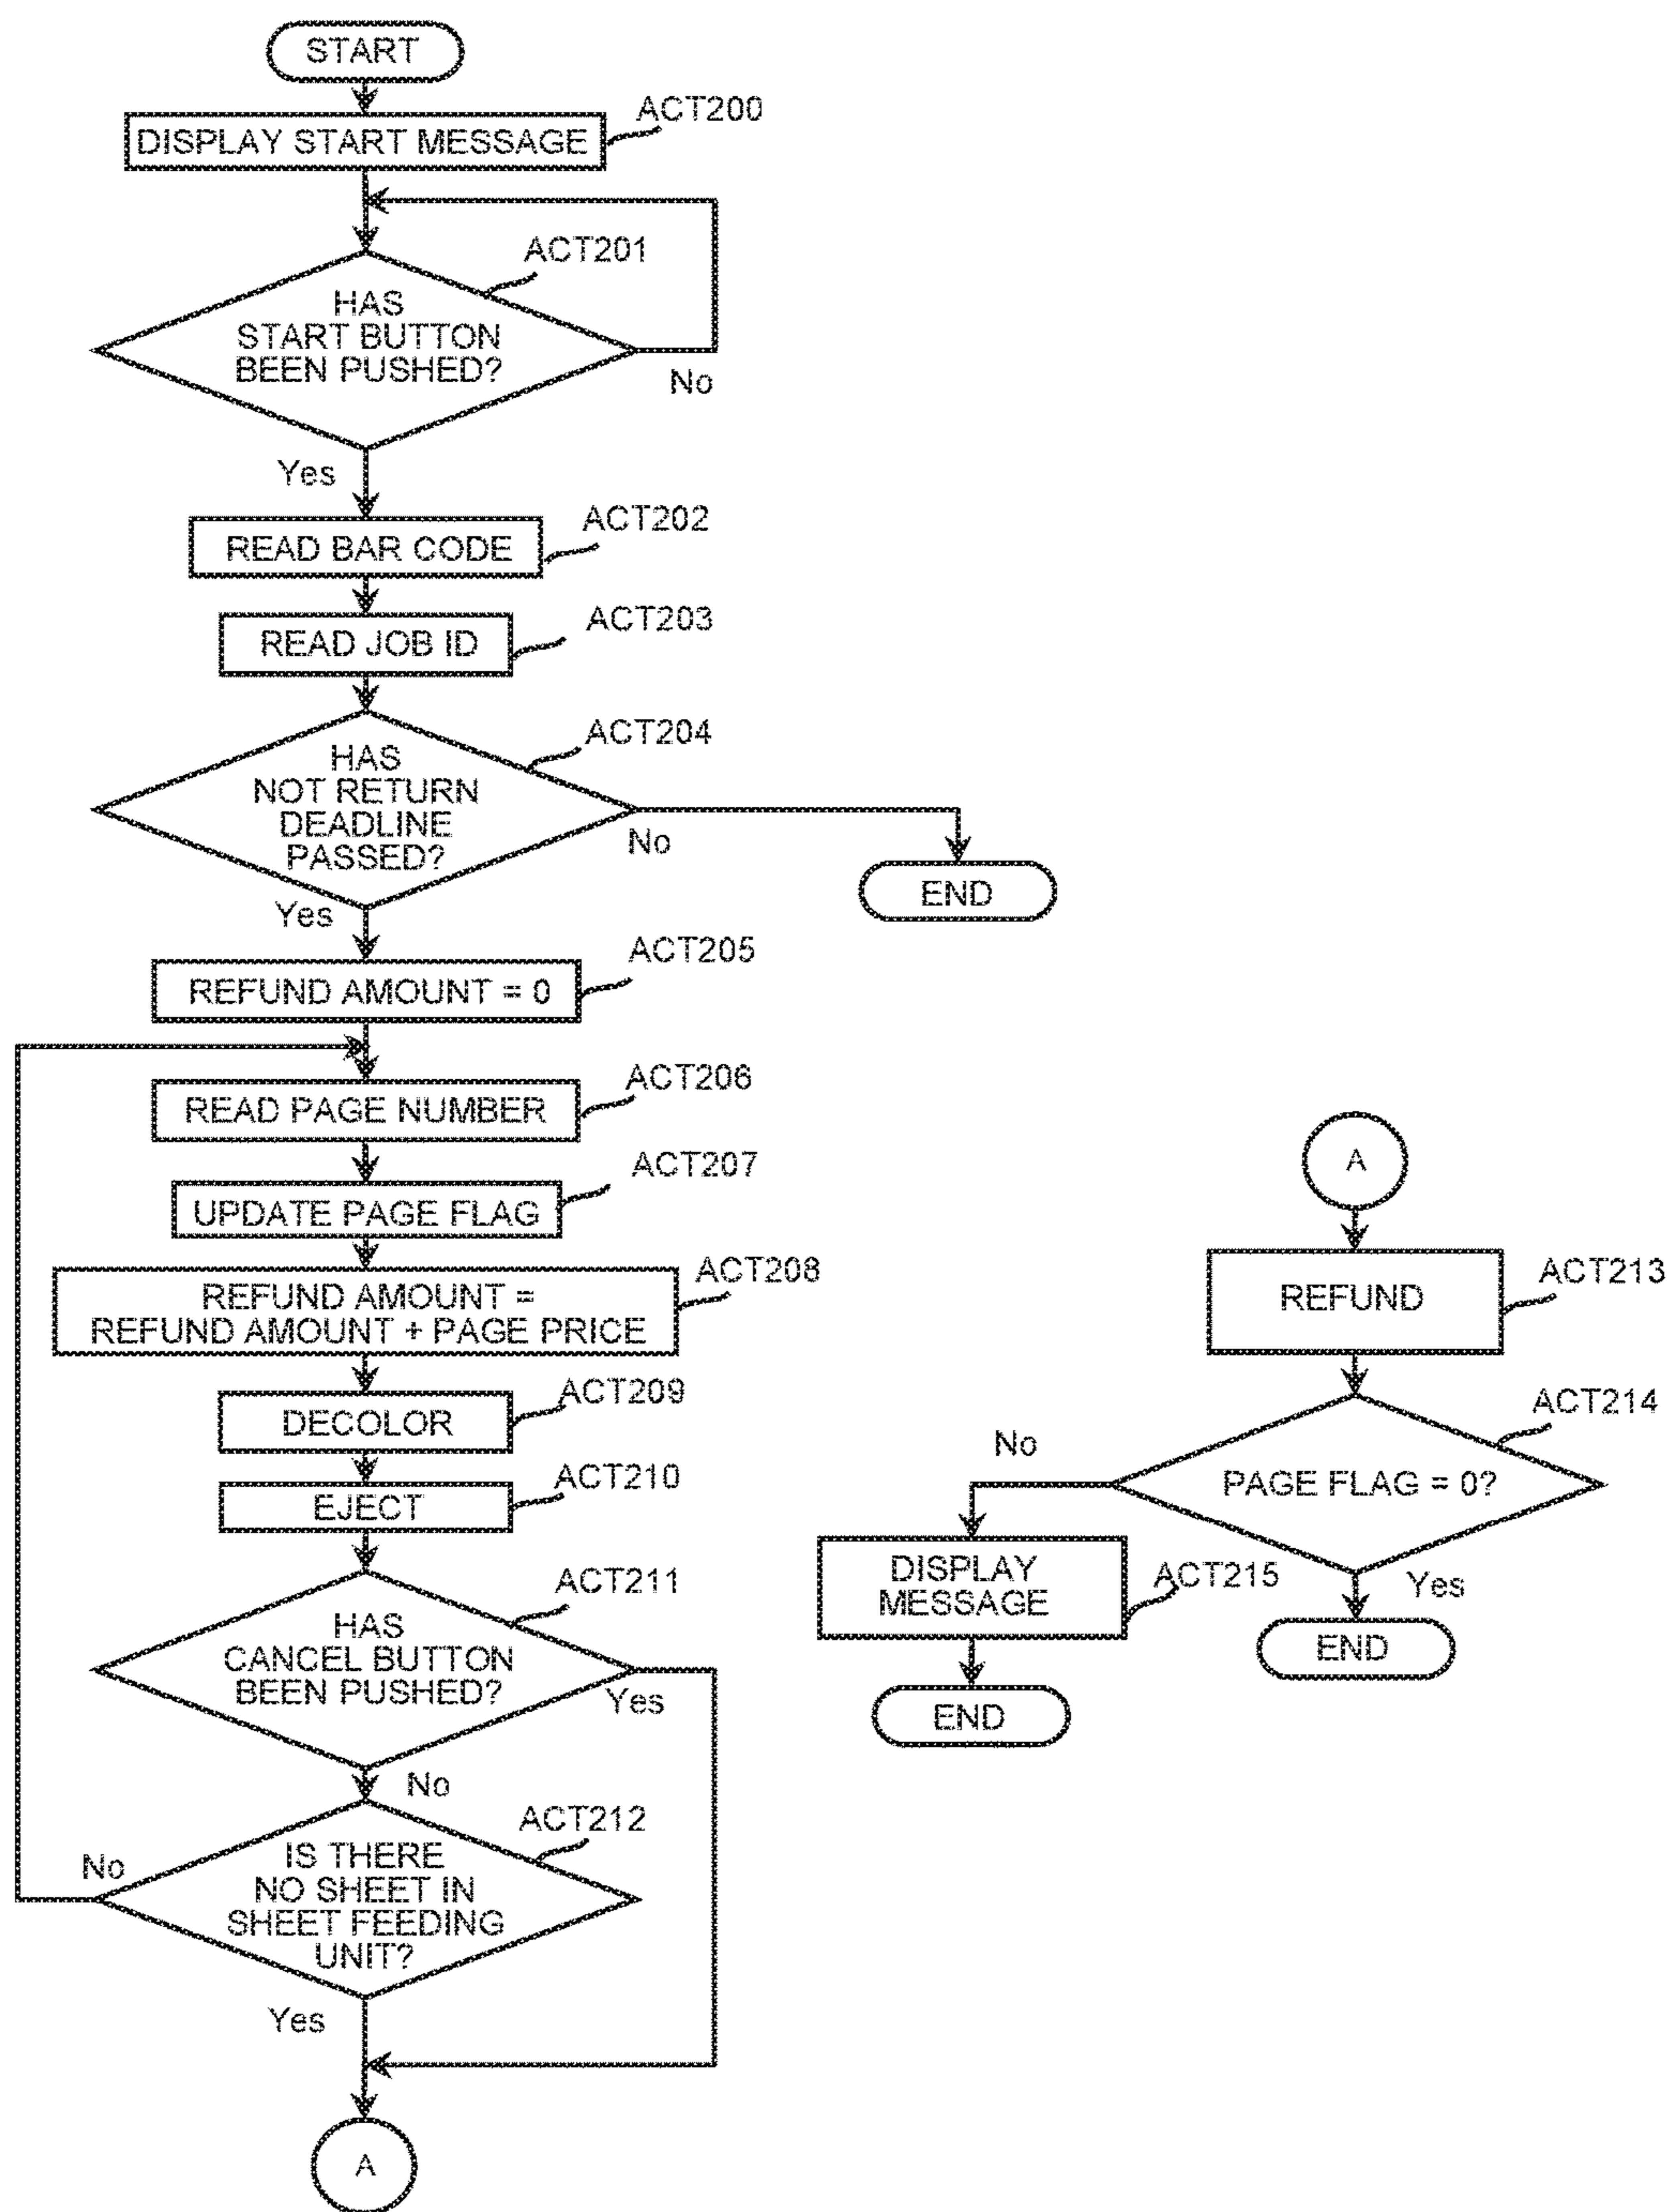 START
ACT200
DISPLAY START MESSAGE
ACT201
HAS
START BUTTON
BEEN PUSHED?
No
Yes
ACT202
READ BAR CODE
ACT203
READ JOB ID
ACT204
HAS
NOT RETURN
DEADLINE
PASSED?
No
END
Yes
ACT205
REFUND AMOUNT = 0
ACT206
READ PAGE NUMBER
ACT207
UPDATE PAGE FLAG
ACT208
REFUND AMOUNT =
REFUND AMOUNT + PAGE PRICE
ACT209
DECOLOR
ACT210
EJECT
ACT211
HAS
CANCEL BUTTON
BEEN PUSHED?
Yes
No
ACT212
IS THERE
NO SHEET IN
SHEET FEEDING
UNIT?
No
Yes
A
A
ACT213
REFUND
ACT214
PAGE FLAG = 0?
No
Yes
DISPLAY
MESSAGE
ACT215
END
END